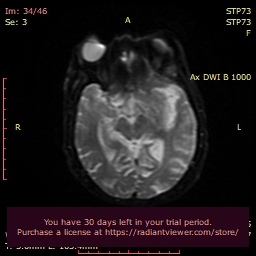 Im: 34/46
Se: 3
A
STP73
STP73
F
Ax DWI B 1000
R
L
You have 30 days left in your trial period.
Purchase a license at https://radiantviewer.com/store/